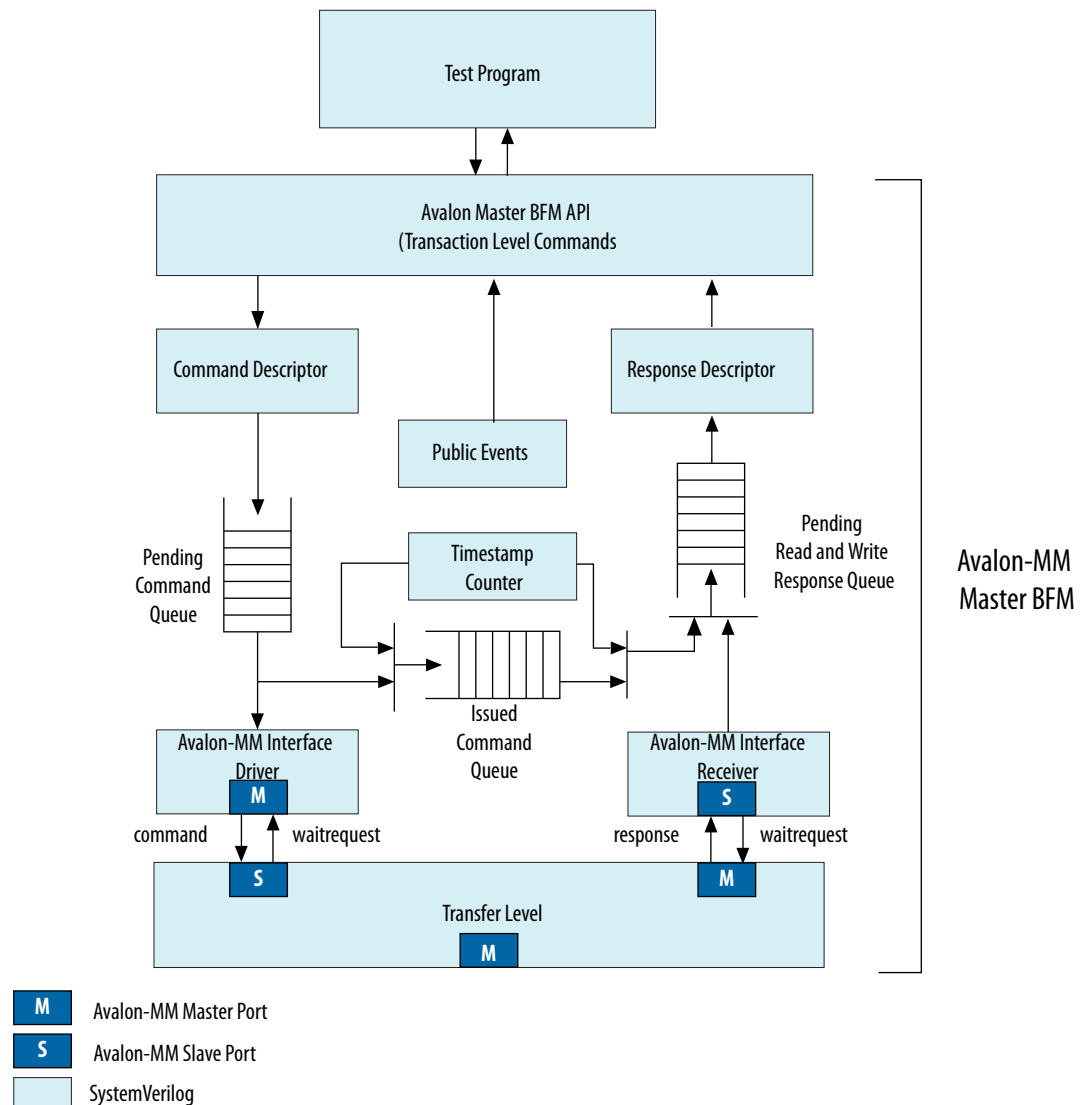 Test Program
Avalon Master BFM API
(Transaction Level Commands
Command Descriptor
Response Descriptor
Public Events
Pending
Command
Queue
Timestamp
Counter
Pending
Read and Write
Response Queue
Avalon-MM
Master BFM
Issued
Command
Queue
Avalon-MM Interface
Driver
M
Avalon-MM Interface
Receiver
S
command
waitrequest
response
waitrequest
S
M
Transfer Level
M
M
Avalon-MM Master Port
S
Avalon-MM Slave Port
SystemVerilog